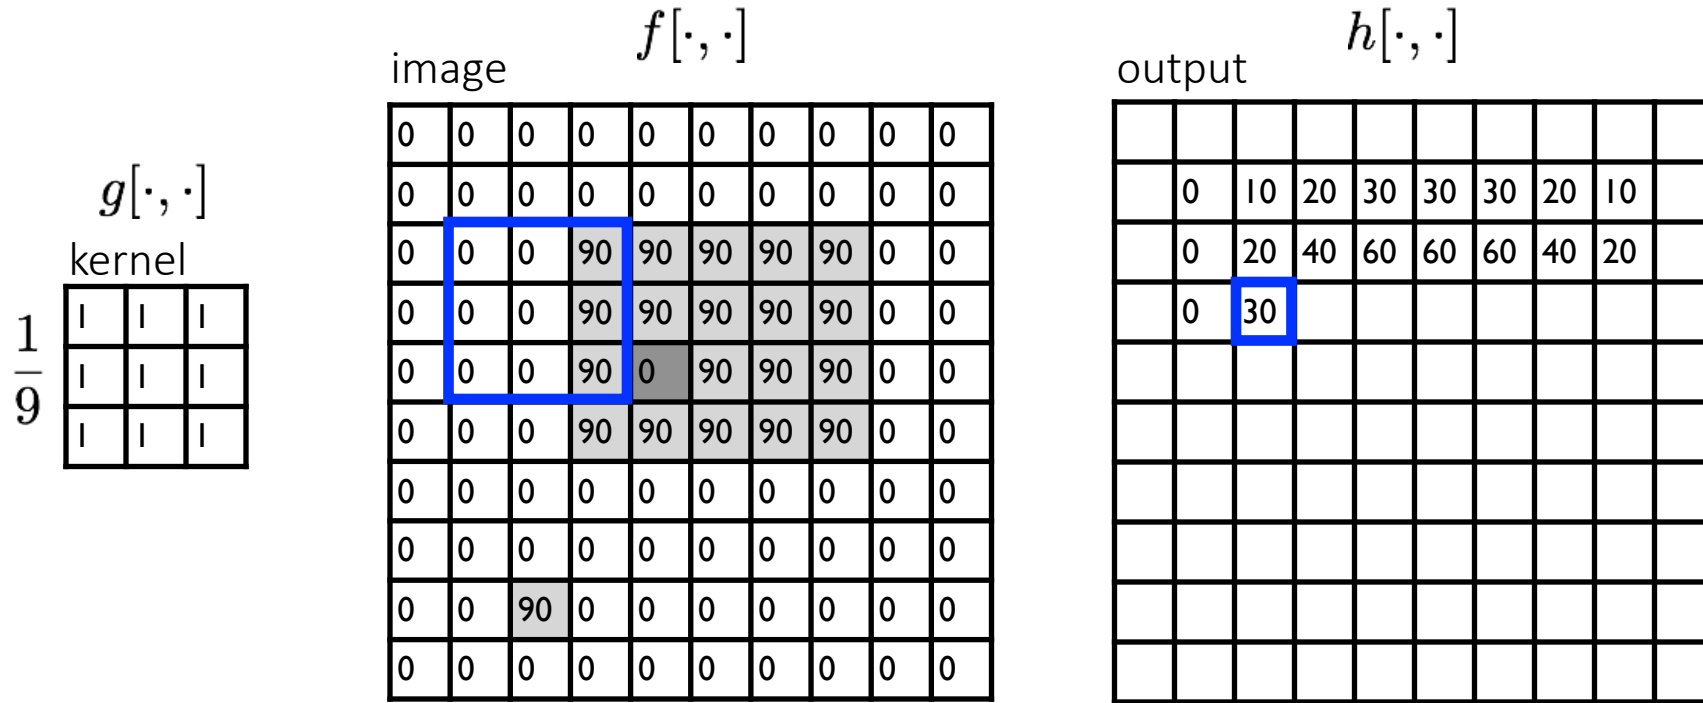 f[·, ·]
h[·, ·]
image
output
g[·, ·]
kernel
1/9
1 1 1
1 1 1
1 1 1
0 0 0 0 0 0 0 0 0 0
0 0 0 0 0 0 0 0 0 0
0 0 0 90 90 90 90 90 0 0
0 0 0 90 90 90 90 90 0 0
0 0 0 90 0 90 90 90 0 0
0 0 0 90 90 90 90 90 0 0
0 0 0 0 0 0 0 0 0 0
0 0 0 0 0 0 0 0 0 0
0 0 90 0 0 0 0 0 0 0
0 0 0 0 0 0 0 0 0 0
0 10 20 30 30 30 20 10
0 20 40 60 60 60 40 20
0 30